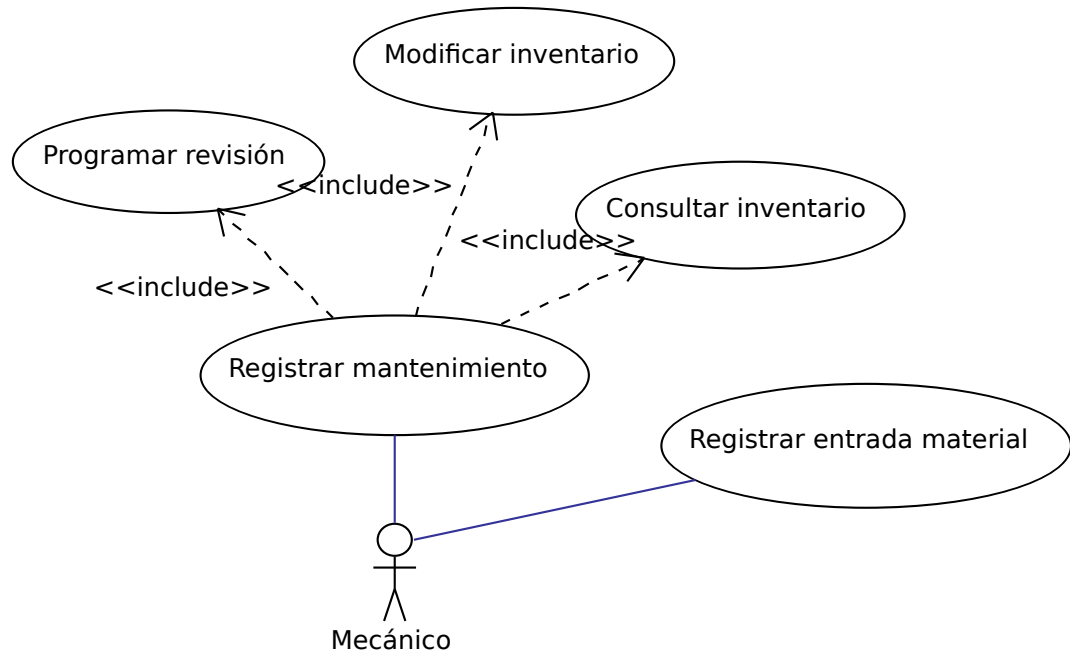 Modificar inventario
Programar revisión
<<include>>
Consultar inventario
<<include>>
<<include>>
Registrar mantenimiento
Registrar entrada material
Mecánico